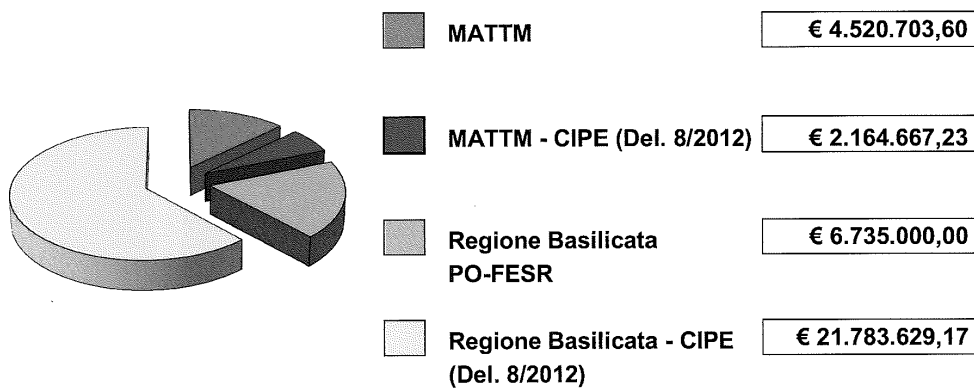 MATTM € 4.520.703,60
MATTM - CIPE (Del. 8/2012) € 2.164.667,23
Regione Basilicata € 6.735.000,00
PO-FESR
Regione Basilicata - CIPE € 21.783.629,17
(Del. 8/2012)